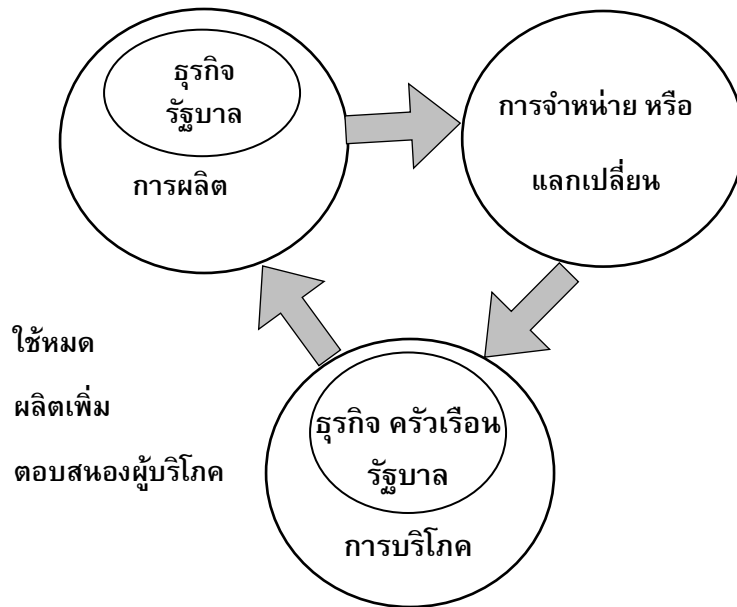 ธุรกิจ
รัฐบาล
การผลิต
การจำหน่าย หรือ
แลกเปลี่ยน
ใช้หมด
ผลิตเพิ่ม
ตอบสนองผู้บริโภค
ธุรกิจ ครัวเรือน
รัฐบาล
การบริโภค